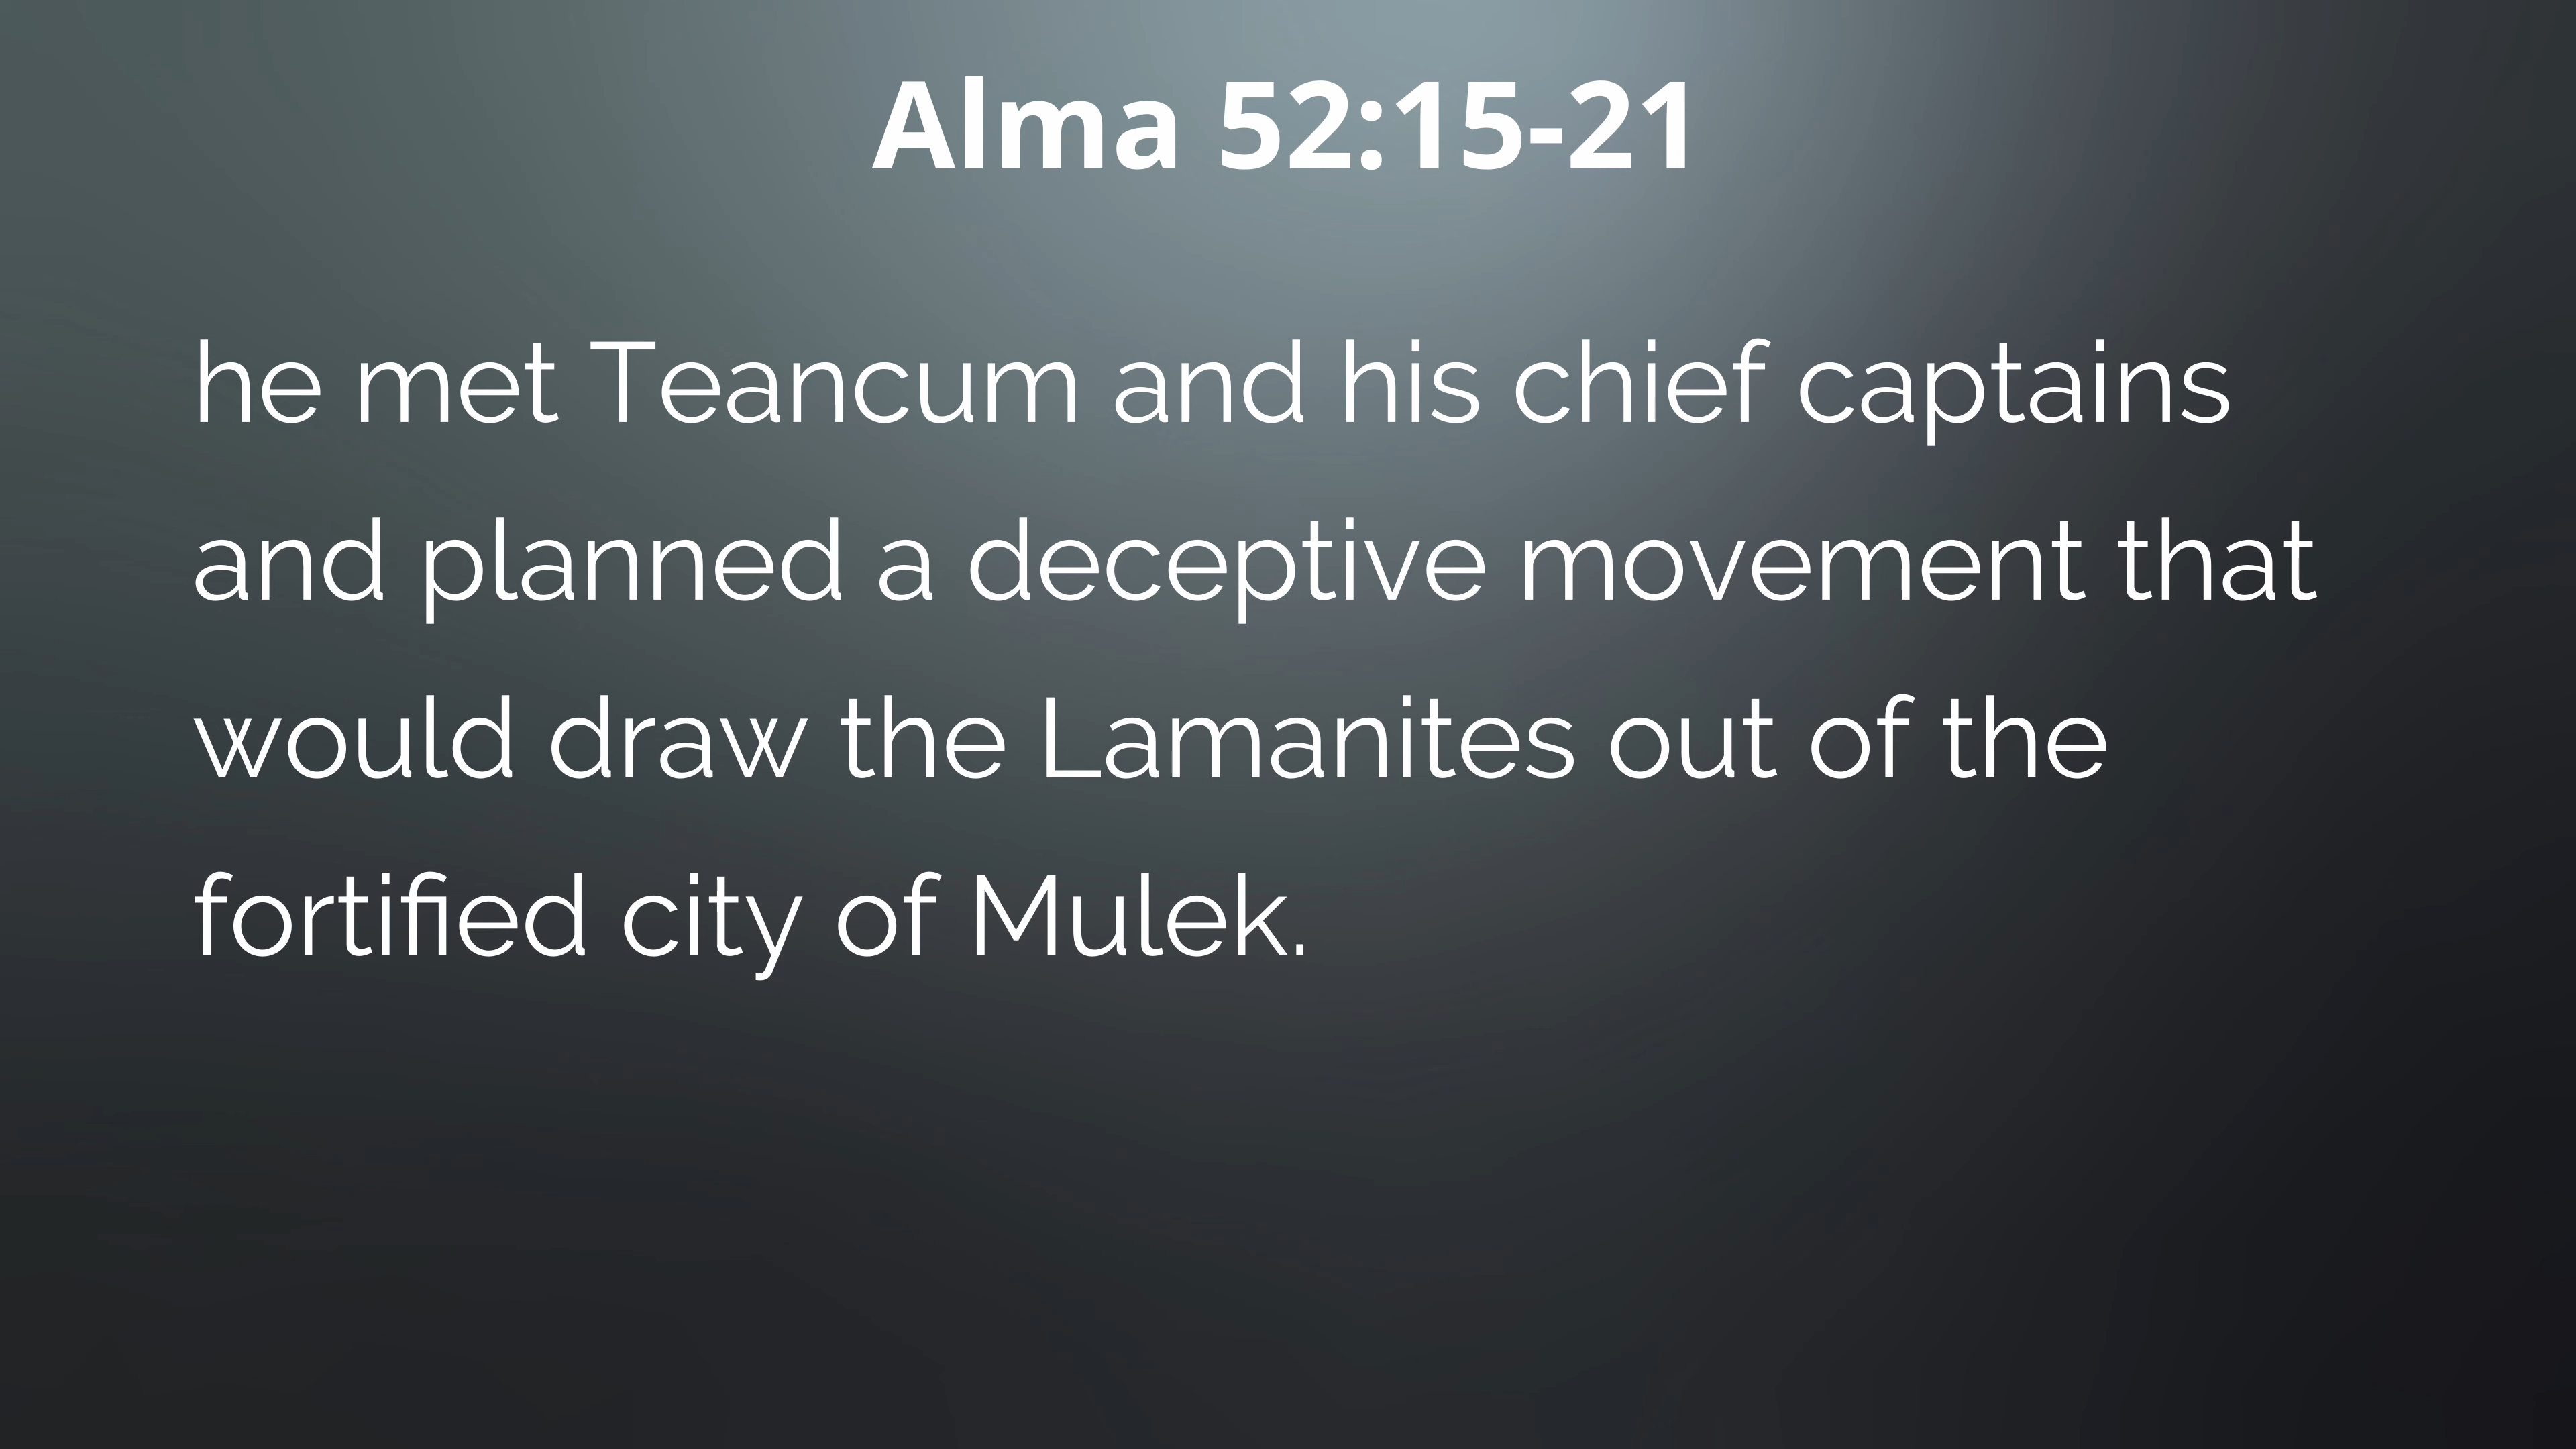 Alma 52:15-21
he met Teancum and his chief captains
and planned a deceptive movement that
would draw the Lamanites out of the
fortified city of Mulek.